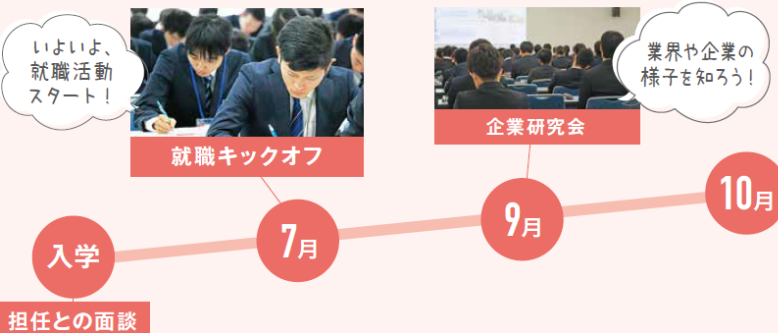 いよいよ、
就職活動
スタート！
業界や企業の
様子を知ろう！
就職キックオフ
企業研究会
入学
7月
9月
10月
担任との面談